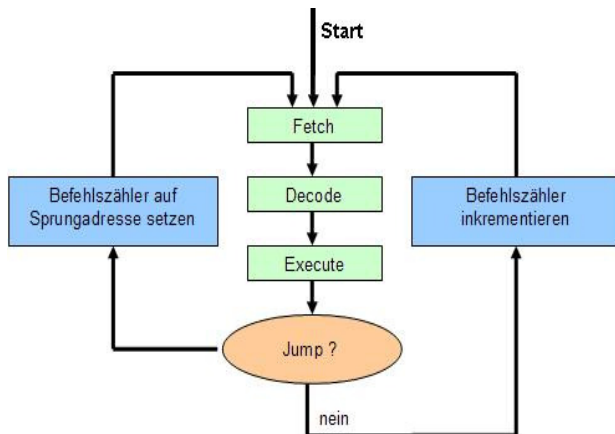 Start
Fetch
Befehlszähler auf
Sprungadresse setzen
Decode
Befehlszähler
inkrementieren
Execute
Jump ?
nein